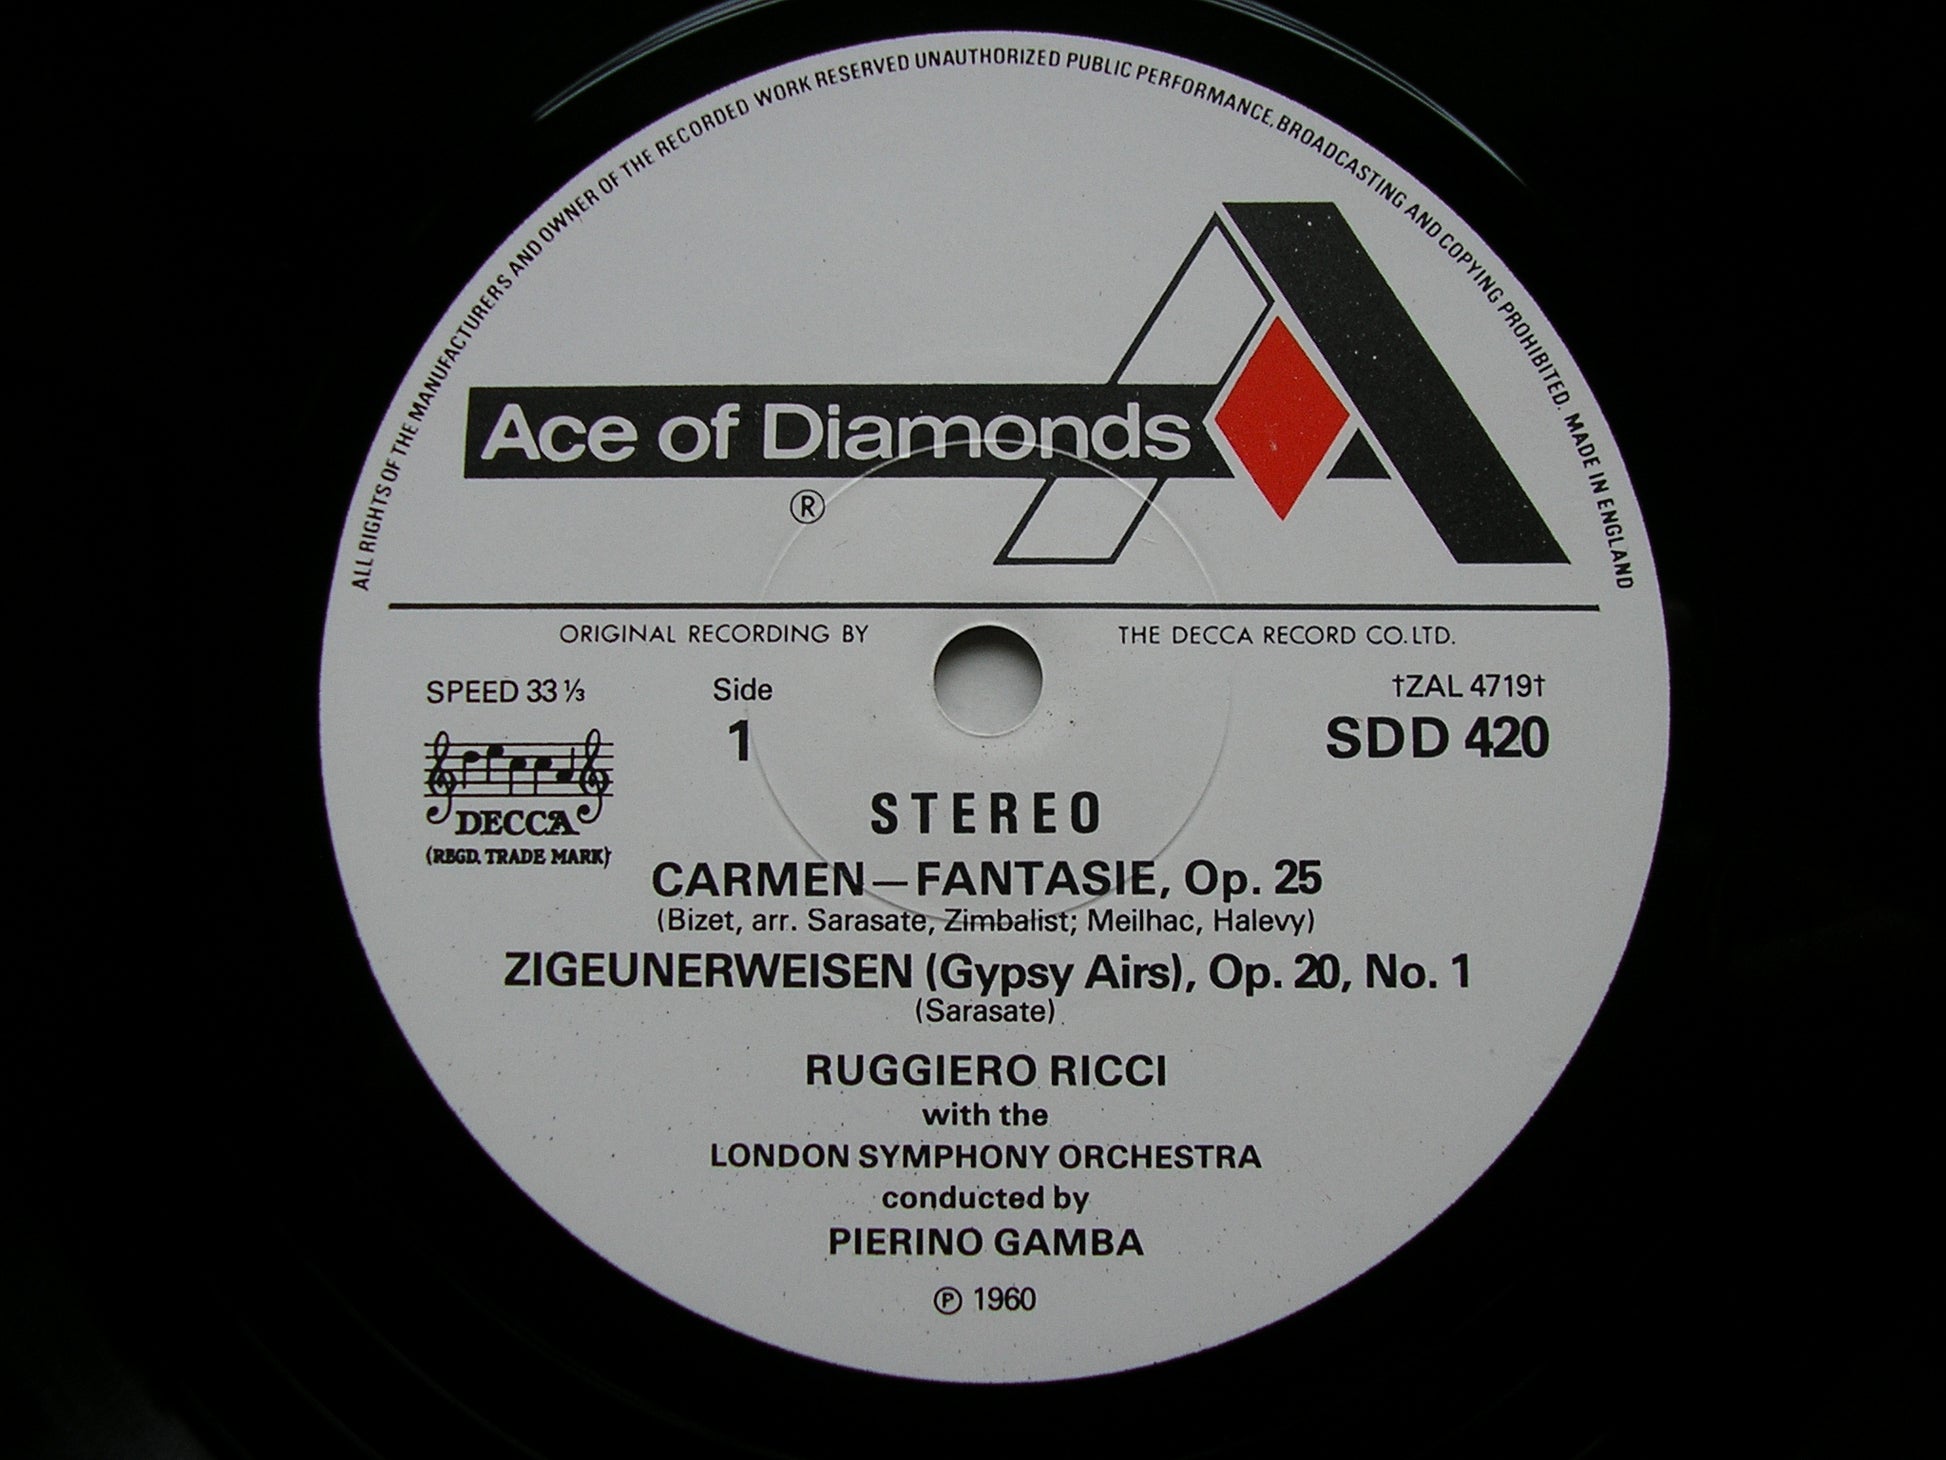 ALL RIGHTS OF THE MANUFACTURERS AND OWNER OF THE RECORDED WORK RESERVED UNAUTHORIZED PUBLIC PERFORMANCE, BROADCASTING AND COPYING PROHIBITED. MADE IN ENGLAND
Ace of Diamonds
®
ORIGINAL RECORDING BY THE DECCA RECORD CO. LTD.
SPEED 33 ⅓ Side †ZAL 4719†
1 SDD 420
DECCA
(REGD. TRADE MARK)
STEREO
CARMEN—FANTASIE, Op. 25
(Bizet, arr. Sarasate, Zimbalist; Meilhac, Halevy)
ZIGEUNERWEISEN (Gypsy Airs), Op. 20, No. 1
(Sarasate)
RUGGIERO RICCI
with the
LONDON SYMPHONY ORCHESTRA
conducted by
PIERINO GAMBA
℗ 1960